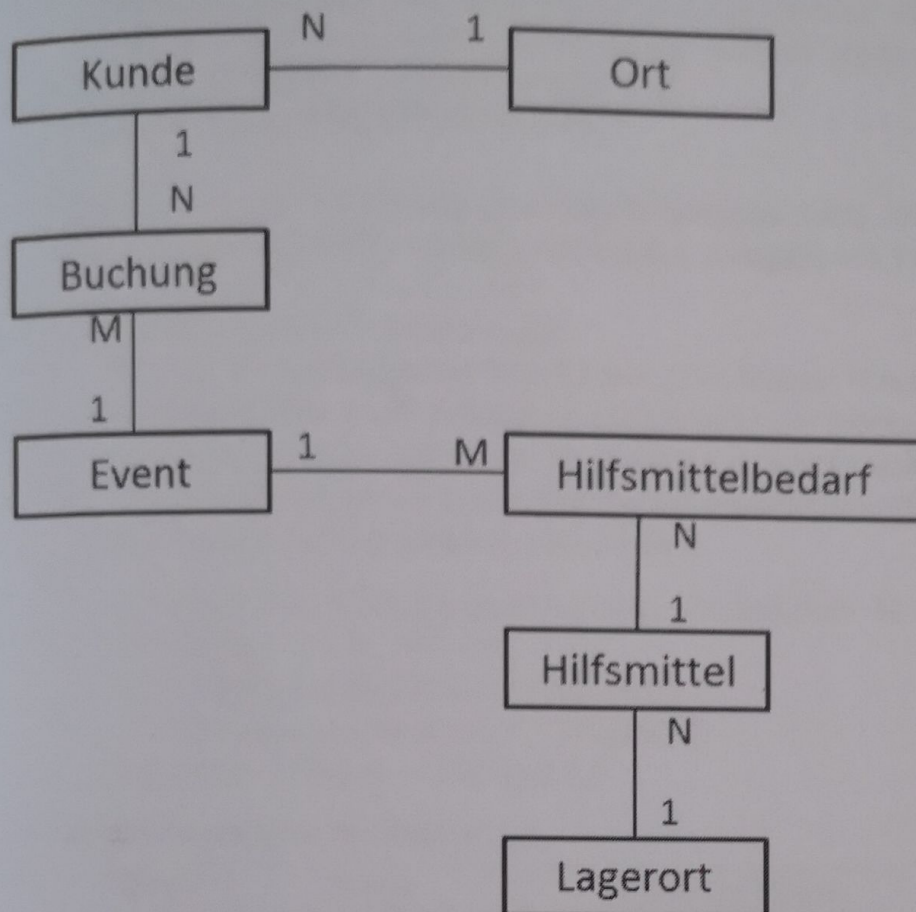 N 1
Kunde Ort
1
N
Buchung
M
1
Event 1 M Hilfsmittelbedarf
N
1
Hilfsmittel
N
1
Lagerort